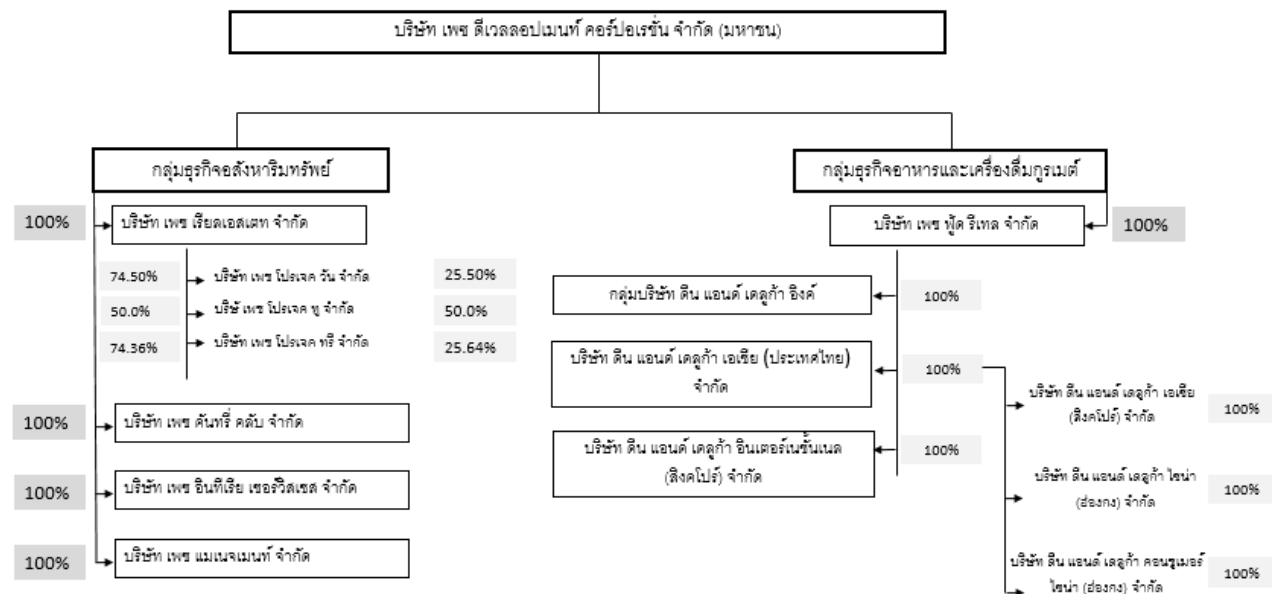 บริษัท เพซ ดีเวลลอปเมนท์ คอร์ปอเรชั่น จำกัด (มหาชน)
กลุ่มธุรกิจอสังหาริมทรัพย์
100%
บริษัท เพซ เรียลเอสเตท จำกัด
74.50%
บริษัท เพซ โปรเจค วัน จำกัด
25.50%
50.0%
บริษั เพซ โปรเจค ทู จำกัด
50.0%
74.36%
บริษัท เพซ โปรเจค ทรี จำกัด
25.64%
100%
บริษัท เพซ คันทรี่ คลับ จำกัด
100%
บริษัท เพซ อินทีเรีย เซอร์วิสเซส จำกัด
100%
บริษัท เพซ แมเนจเมนท์ จำกัด
กลุ่มธุรกิจอาหารและเครื่องดื่มกูรเมต์
บริษัท เพซ ฟู้ด รีเทล จำกัด
100%
กลุ่มบริษัท ดีน แอนด์ เดลูก้า อิงค์
100%
บริษัท ดีน แอนด์ เดลูก้า เอเซีย (ประเทศไทย)
จำกัด
100%
บริษัท ดีน แอนด์ เดลูก้า อินเตอร์เนชั่นเนล
(สิงคโปร์) จำกัด
100%
บริษัท ดีน แอนด์ เดลูก้า เอเซีย
(สิงคโปร์) จำกัด
100%
บริษัท ดีน แอนด์ เดลูก้า ไชน่า
(ฮ่องกง) จำกัด
100%
บริษัท ดีน แอนด์ เดลูก้า คอนซูเมอร์
ไชน่า (ฮ่องกง) จำกัด
100%